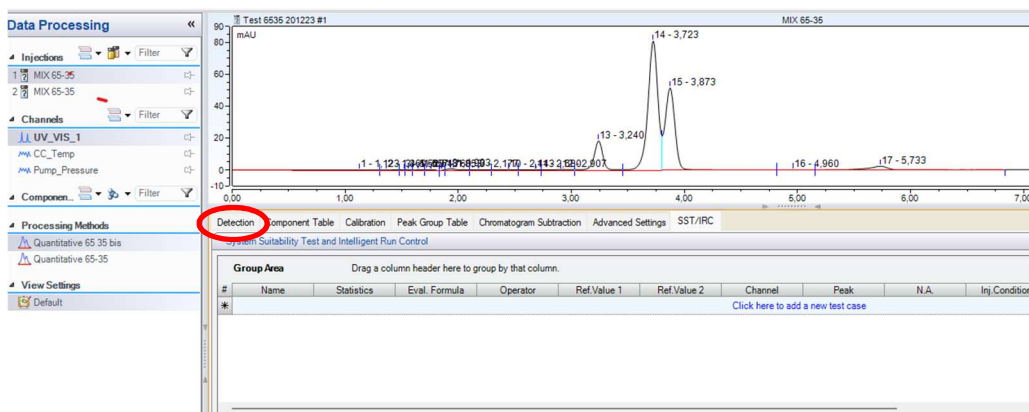 Data Processing «
Injections Filter
1 MIX 65-35
2 MIX 65-35
Channels Filter
UV_VIS_1
CC_Temp
Pump_Pressure
Componen... Filter
Processing Methods
Quantitative 65 35 bis
Quantitative 65-35
View Settings
Default
Test 6535 201223 #1 MIX 65-35
mAU
90
80
60
40
20
0
-10
13 - 3,240
14 - 3,723
15 - 3,873
16 - 4,960
17 - 5,733
0,00 1,00 2,00 3,00 4,00 5,00 6,00 7,00
Detection Component Table Calibration Peak Group Table Chromatogram Subtraction Advanced Settings SST/IRC
System Suitability Test and Intelligent Run Control
Group Area Drag a column header here to group by that column.
# Name Statistics Eval. Formula Operator Ref.Value 1 Ref.Value 2 Channel Peak N.A. Inj.Condition
Click here to add a new test case